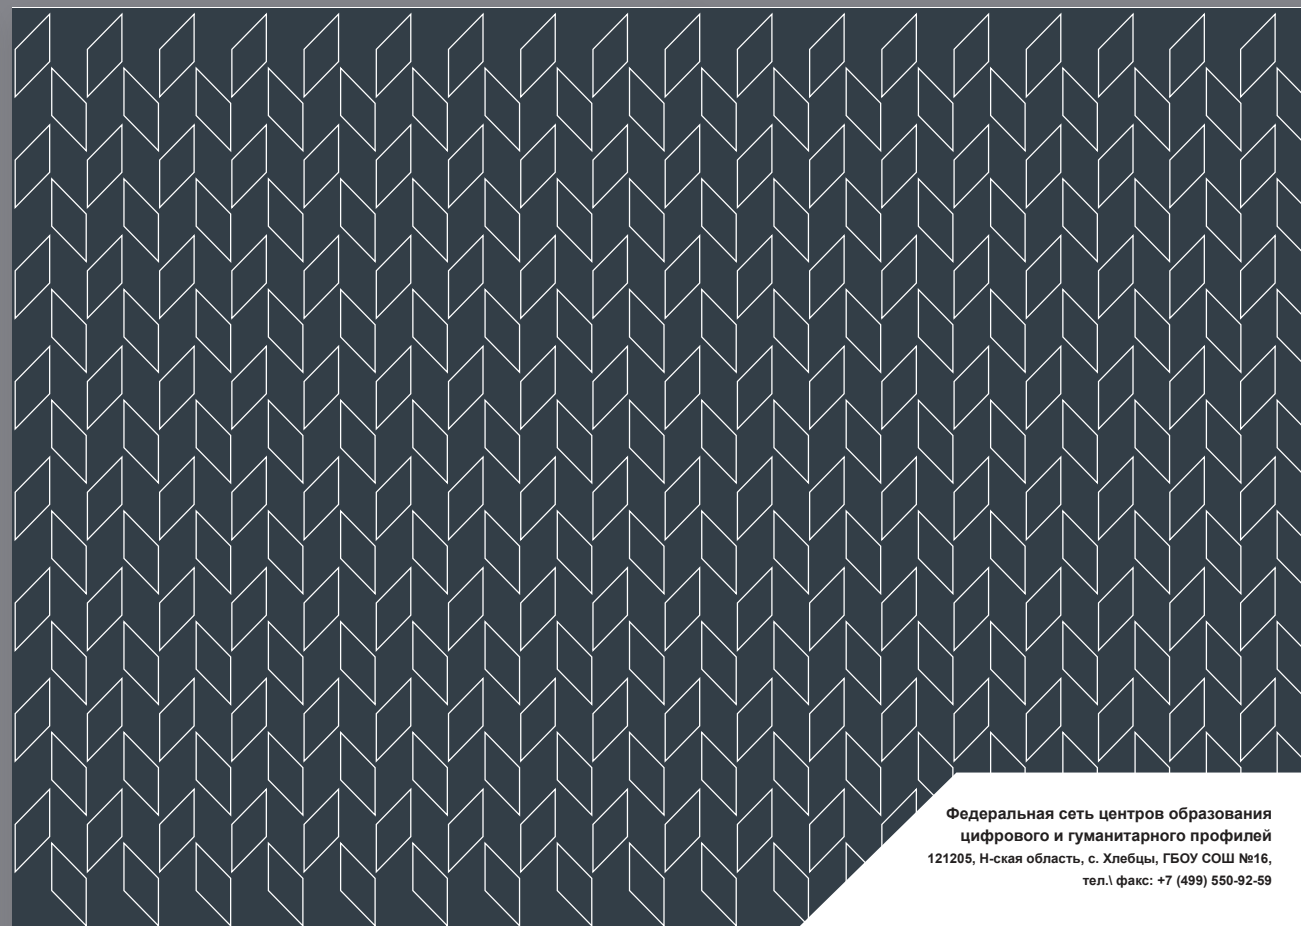 Федеральная сеть центров образования
цифрового и гуманитарного профилей
121205, Н-ская область, с. Хлебцы, ГБОУ СОШ №16,
тел.\ факс: +7 (499) 550-92-59